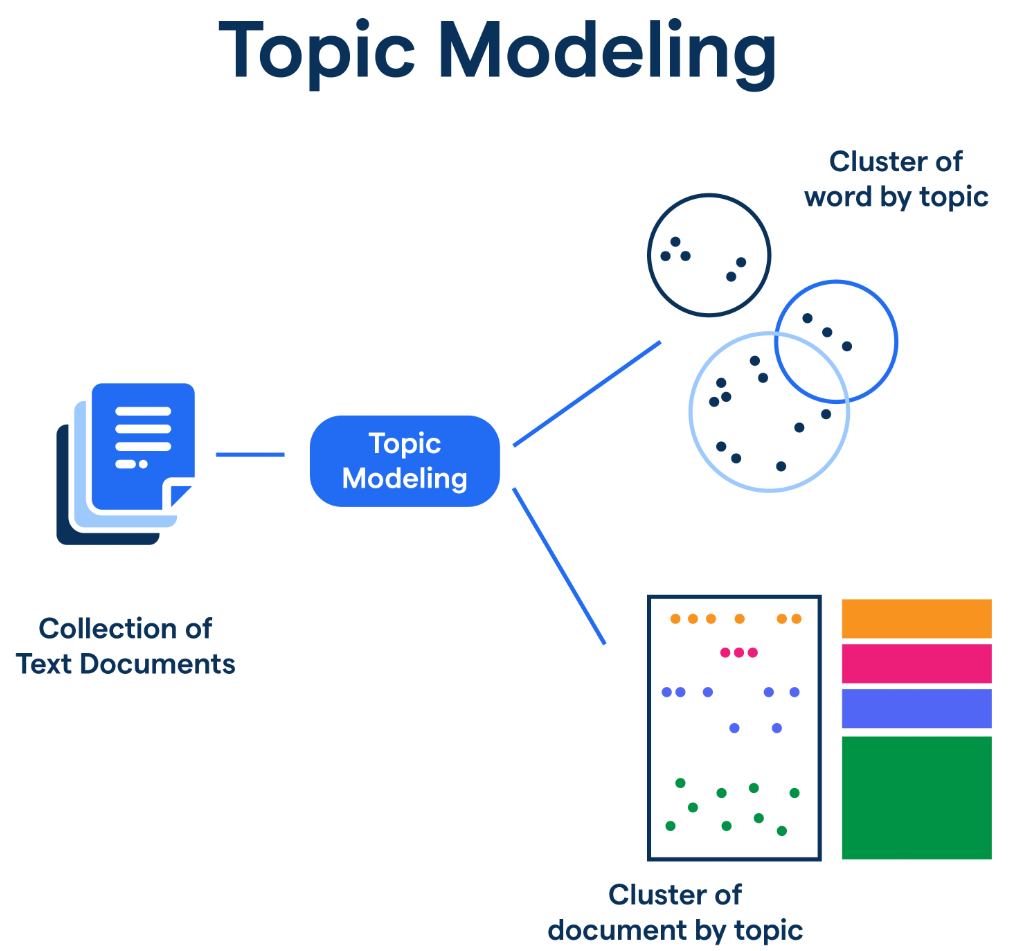 Topic Modeling
Cluster of
word by topic
Topic
Modeling
Collection of
Text Documents
Cluster of
document by topic